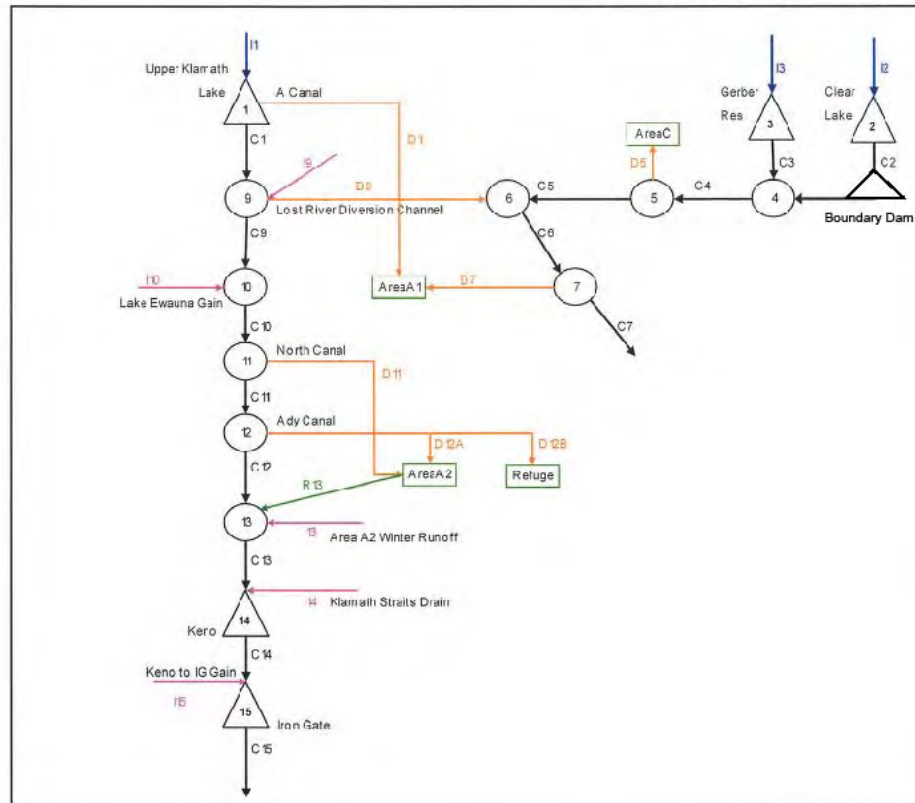 I1
I3
I2
Upper Klamath
Lake
A Canal
1
Gerber
Res
3
Clear
Lake
2
C1
D1
AreaC
C3
C2
I9
D5
9
D9
6
C5
5
C4
4
Lost River Diversion Channel
Boundary Dam
C9
C6
I10
10
AreaA1
D7
7
Lake Ewauna Gain
C10
C7
North Canal
11
D11
C11
Ady Canal
12
D12A
D12B
C12
AreaA2
Refuge
R13
13
13
Area A2 Winter Runoff
C13
14
Klamath Straits Drain
14
Kero
C14
Keno to IG Gain
I15
15
Iron Gate
C15